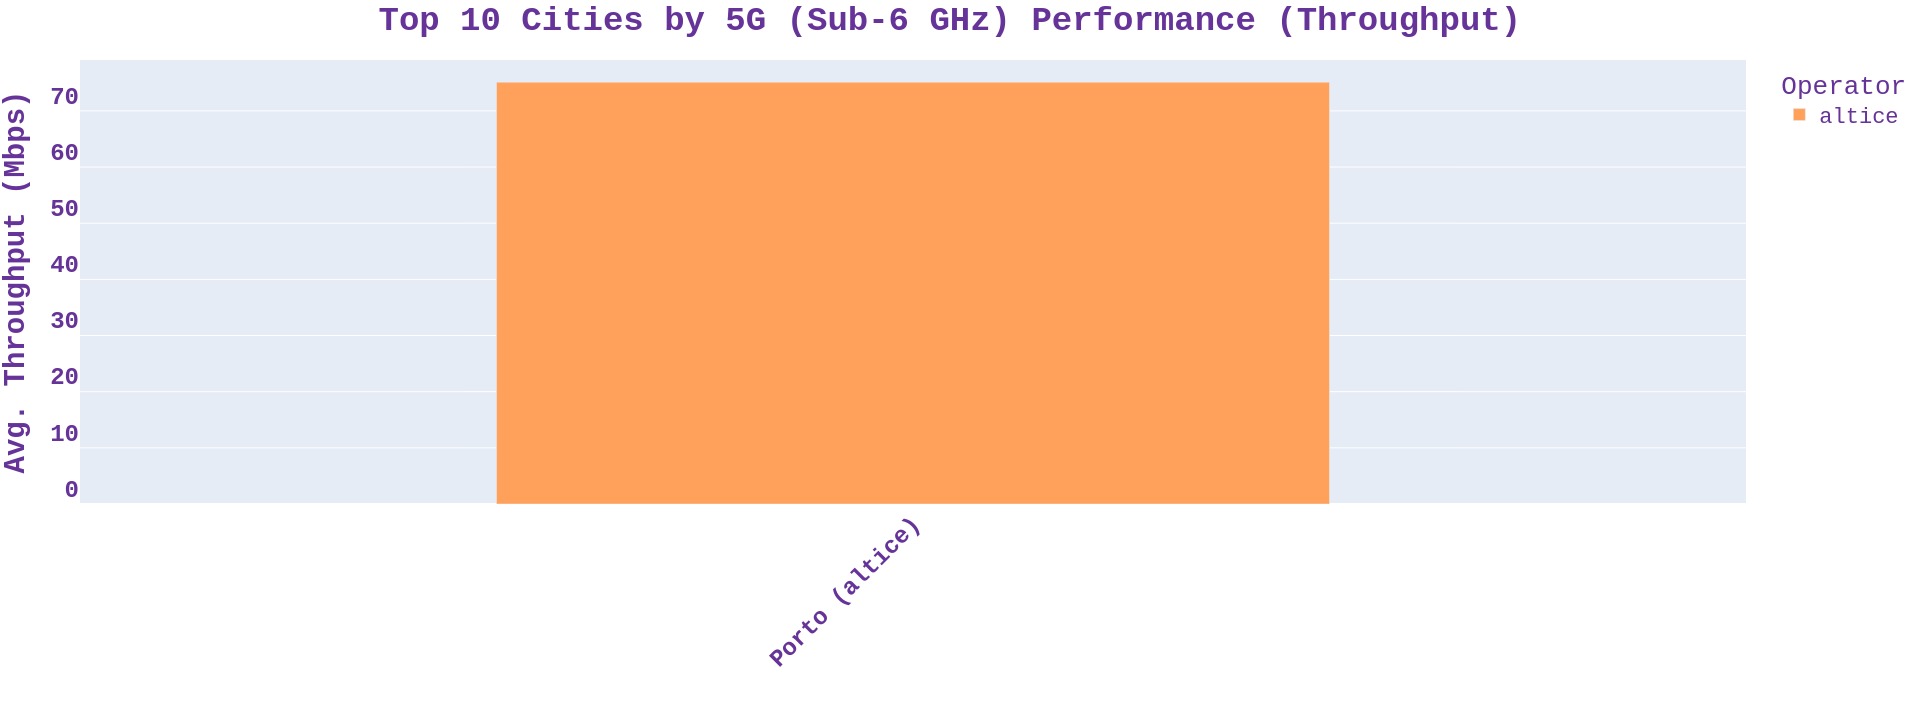 Top 10 Cities by 5G (Sub-6 GHz) Performance (Throughput)
Avg. Throughput (Mbps)
70
60
50
40
30
20
10
0
Porto (altice)
Operator
altice